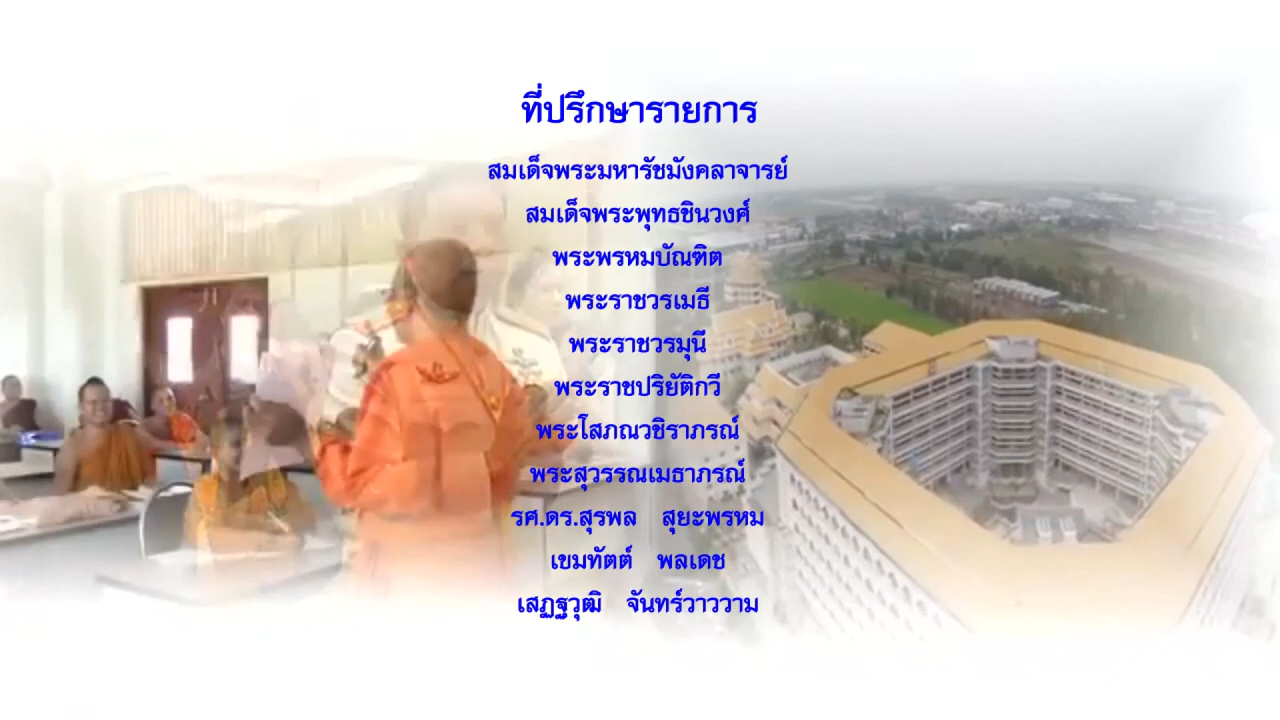 ที่ปรึกษารายการ
สมเด็จพระมหารัชมังคลาจารย์
สมเด็จพระพุทธชินวงศ์
พระพรหมบัณฑิต
พระราชวรเมธี
พระราชวรมุนี
พระราชปริยัติกวี
พระโสภณวชิราภรณ์
พระสุวรรณเมธาภรณ์
รศ.ดร.สุรพล สุยะพรหม
เขมทัตต์ พลเดช
เสฏฐวุฒิ จันทร์วาววาม